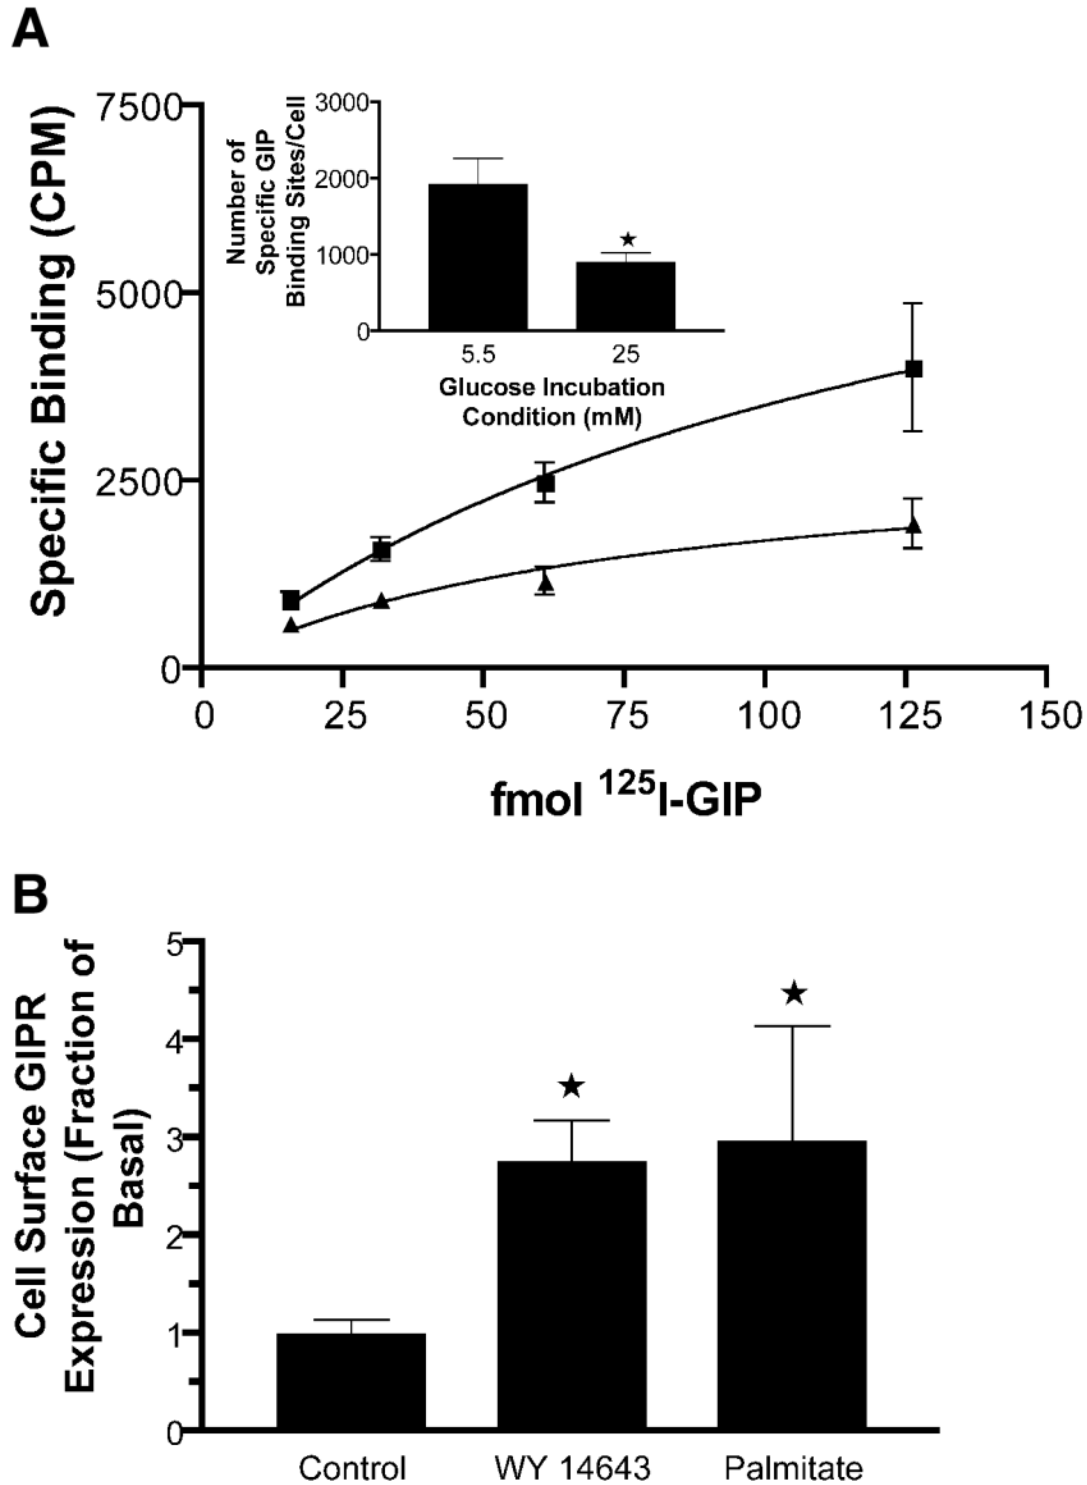 A
7500
5000
2500
0
Specific Binding (CPM)
3000
2000
1000
0
Number of
Specific GIP
Binding Sites/Cell
★
5.5 25
Glucose Incubation
Condition (mM)
0 25 50 75 100 125 150
fmol ¹²⁵I-GIP
B
5
4
3
2
1
0
Cell Surface GIPR
Expression (Fraction of
Basal)
★ ★
Control WY 14643 Palmitate